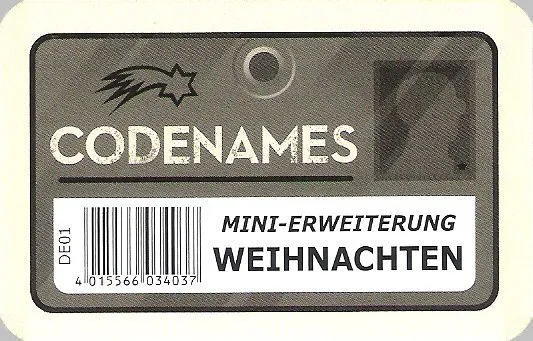 CODENAMES
MINI-ERWEITERUNG
WEIHNACHTEN
DE01
4 015566 034037